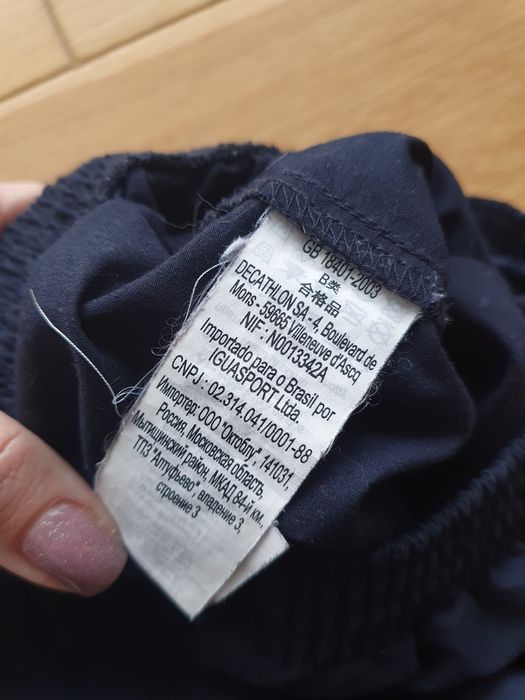 GB 18401-2003
B类
合格品
DECATHLON SA - 4, Boulevard de
Mons - 59665 Villeneuve d'Ascq
NIF : N0013342A
Importado para o Brasil por
IGUASPORT Ltda.
CNPJ : 02.314.041/0001-88
Импортер: ООО "Октоблу", 141031,
Россия, Московская область,
Мытищинский район, МКАД 84-й км.,
ТПЗ "Алтуфьево", владение 3,
строение 3